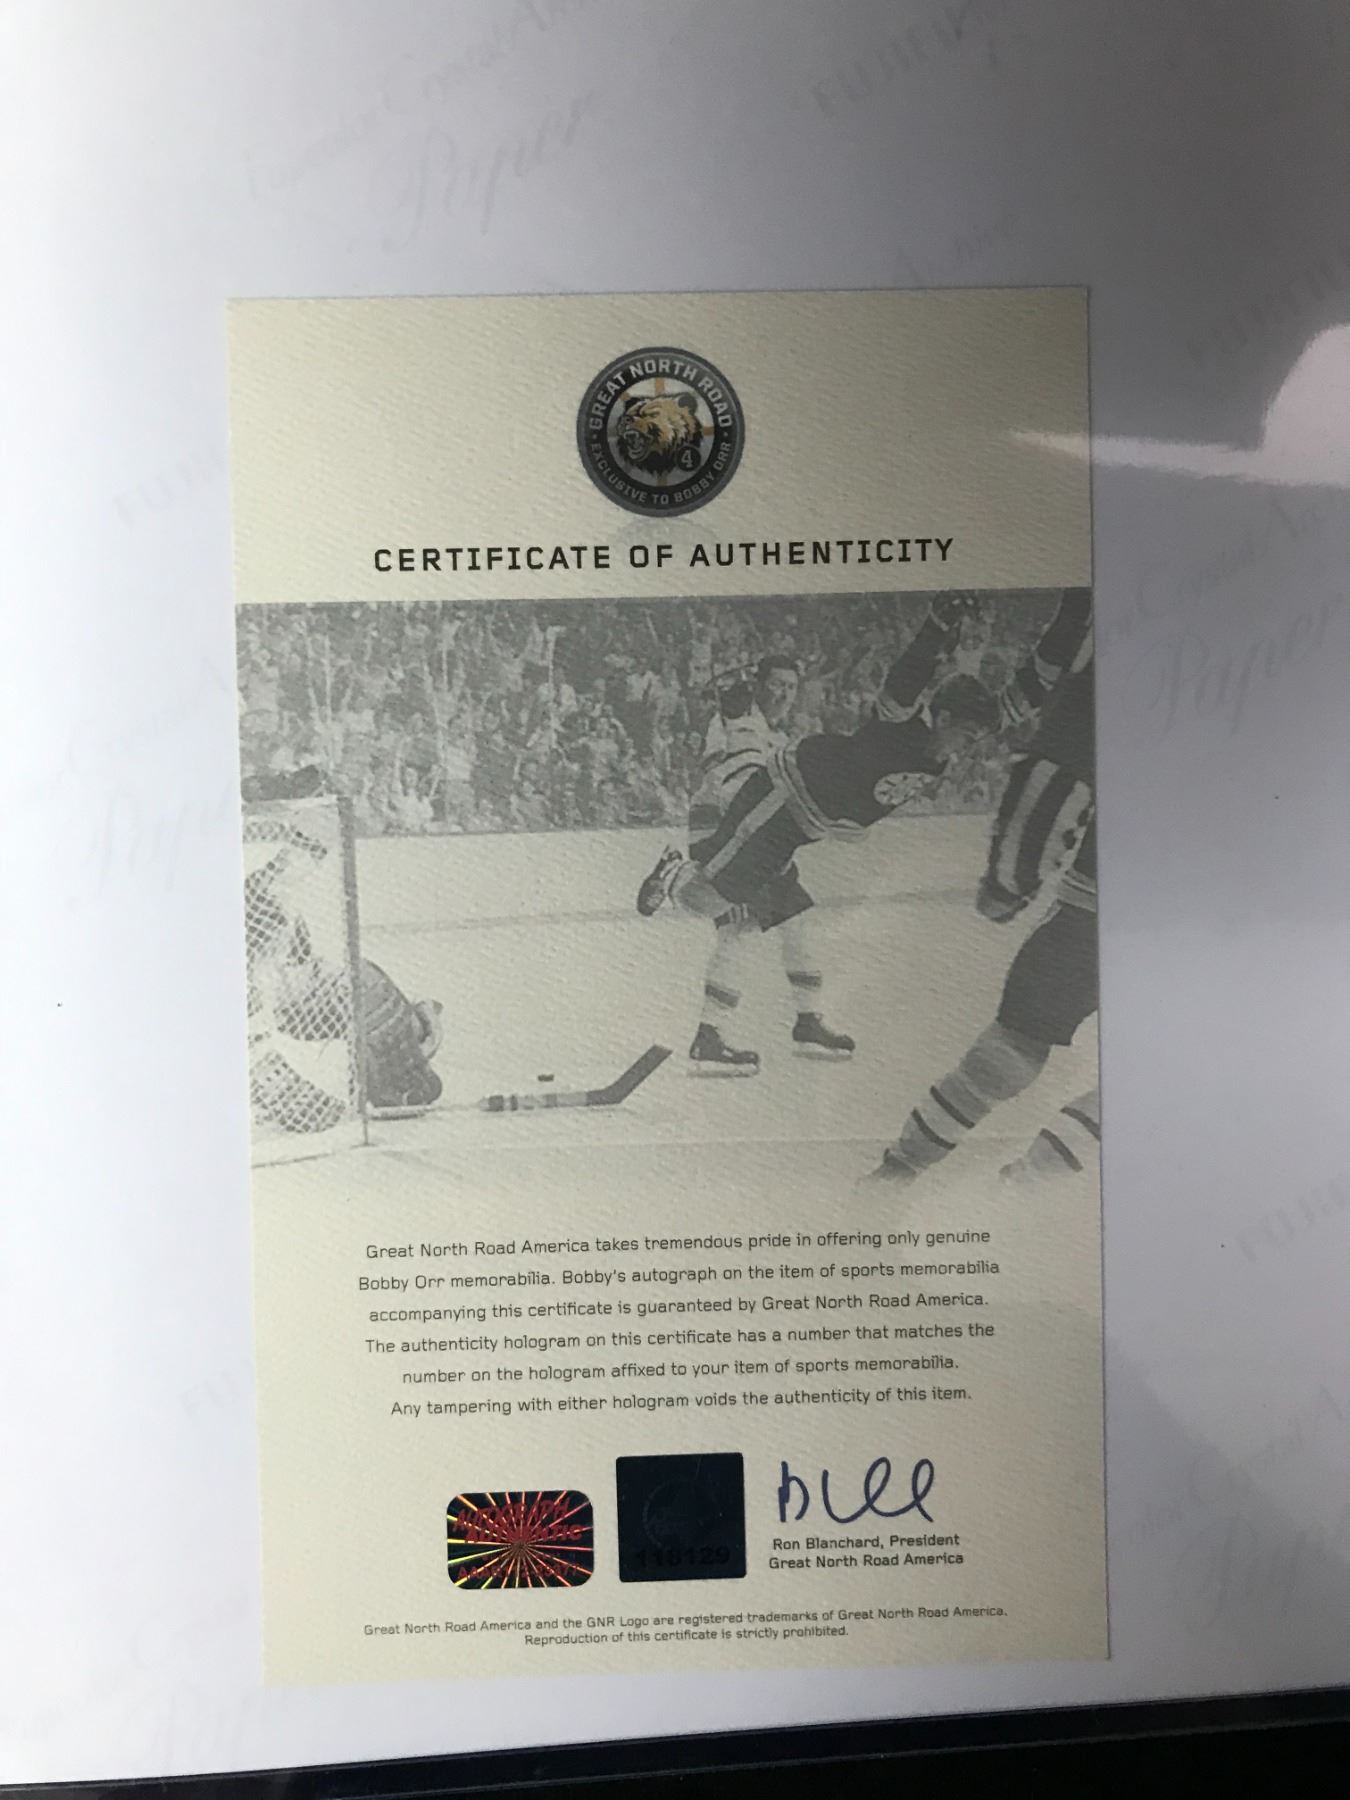 GREAT NORTH ROAD
4
EXCLUSIVE TO BOBBY ORR
CERTIFICATE OF AUTHENTICITY
Great North Road America takes tremendous pride in offering only genuine
Bobby Orr memorabilia. Bobby's autograph on the item of sports memorabilia
accompanying this certificate is guaranteed by Great North Road America.
The authenticity hologram on this certificate has a number that matches the
number on the hologram affixed to your item of sports memorabilia.
Any tampering with either hologram voids the authenticity of this item.
AUTOGRAPH
AUTHENTIC
118129
Ron Blanchard, President
Great North Road America
Great North Road America and the GNR Logo are registered trademarks of Great North Road America.
Reproduction of this certificate is strictly prohibited.
Paper
Paper